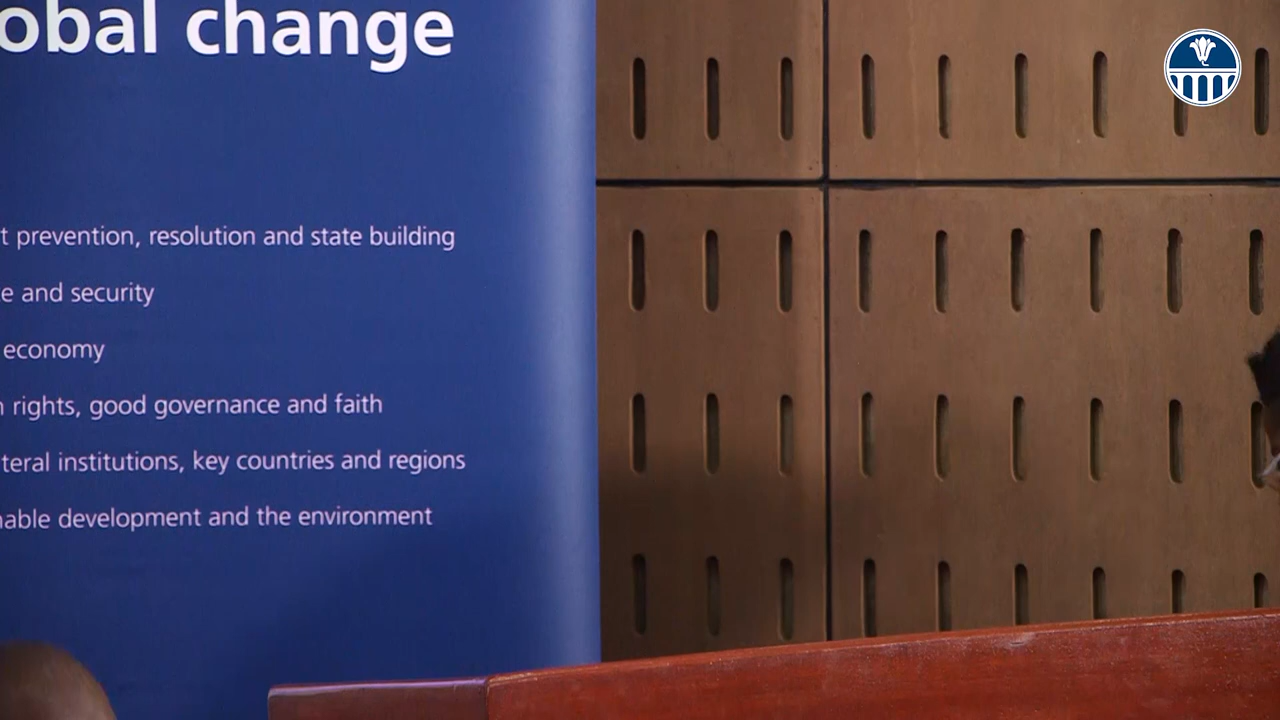 obal change
t prevention, resolution and state building
e and security
economy
rights, good governance and faith
teral institutions, key countries and regions
nable development and the environment